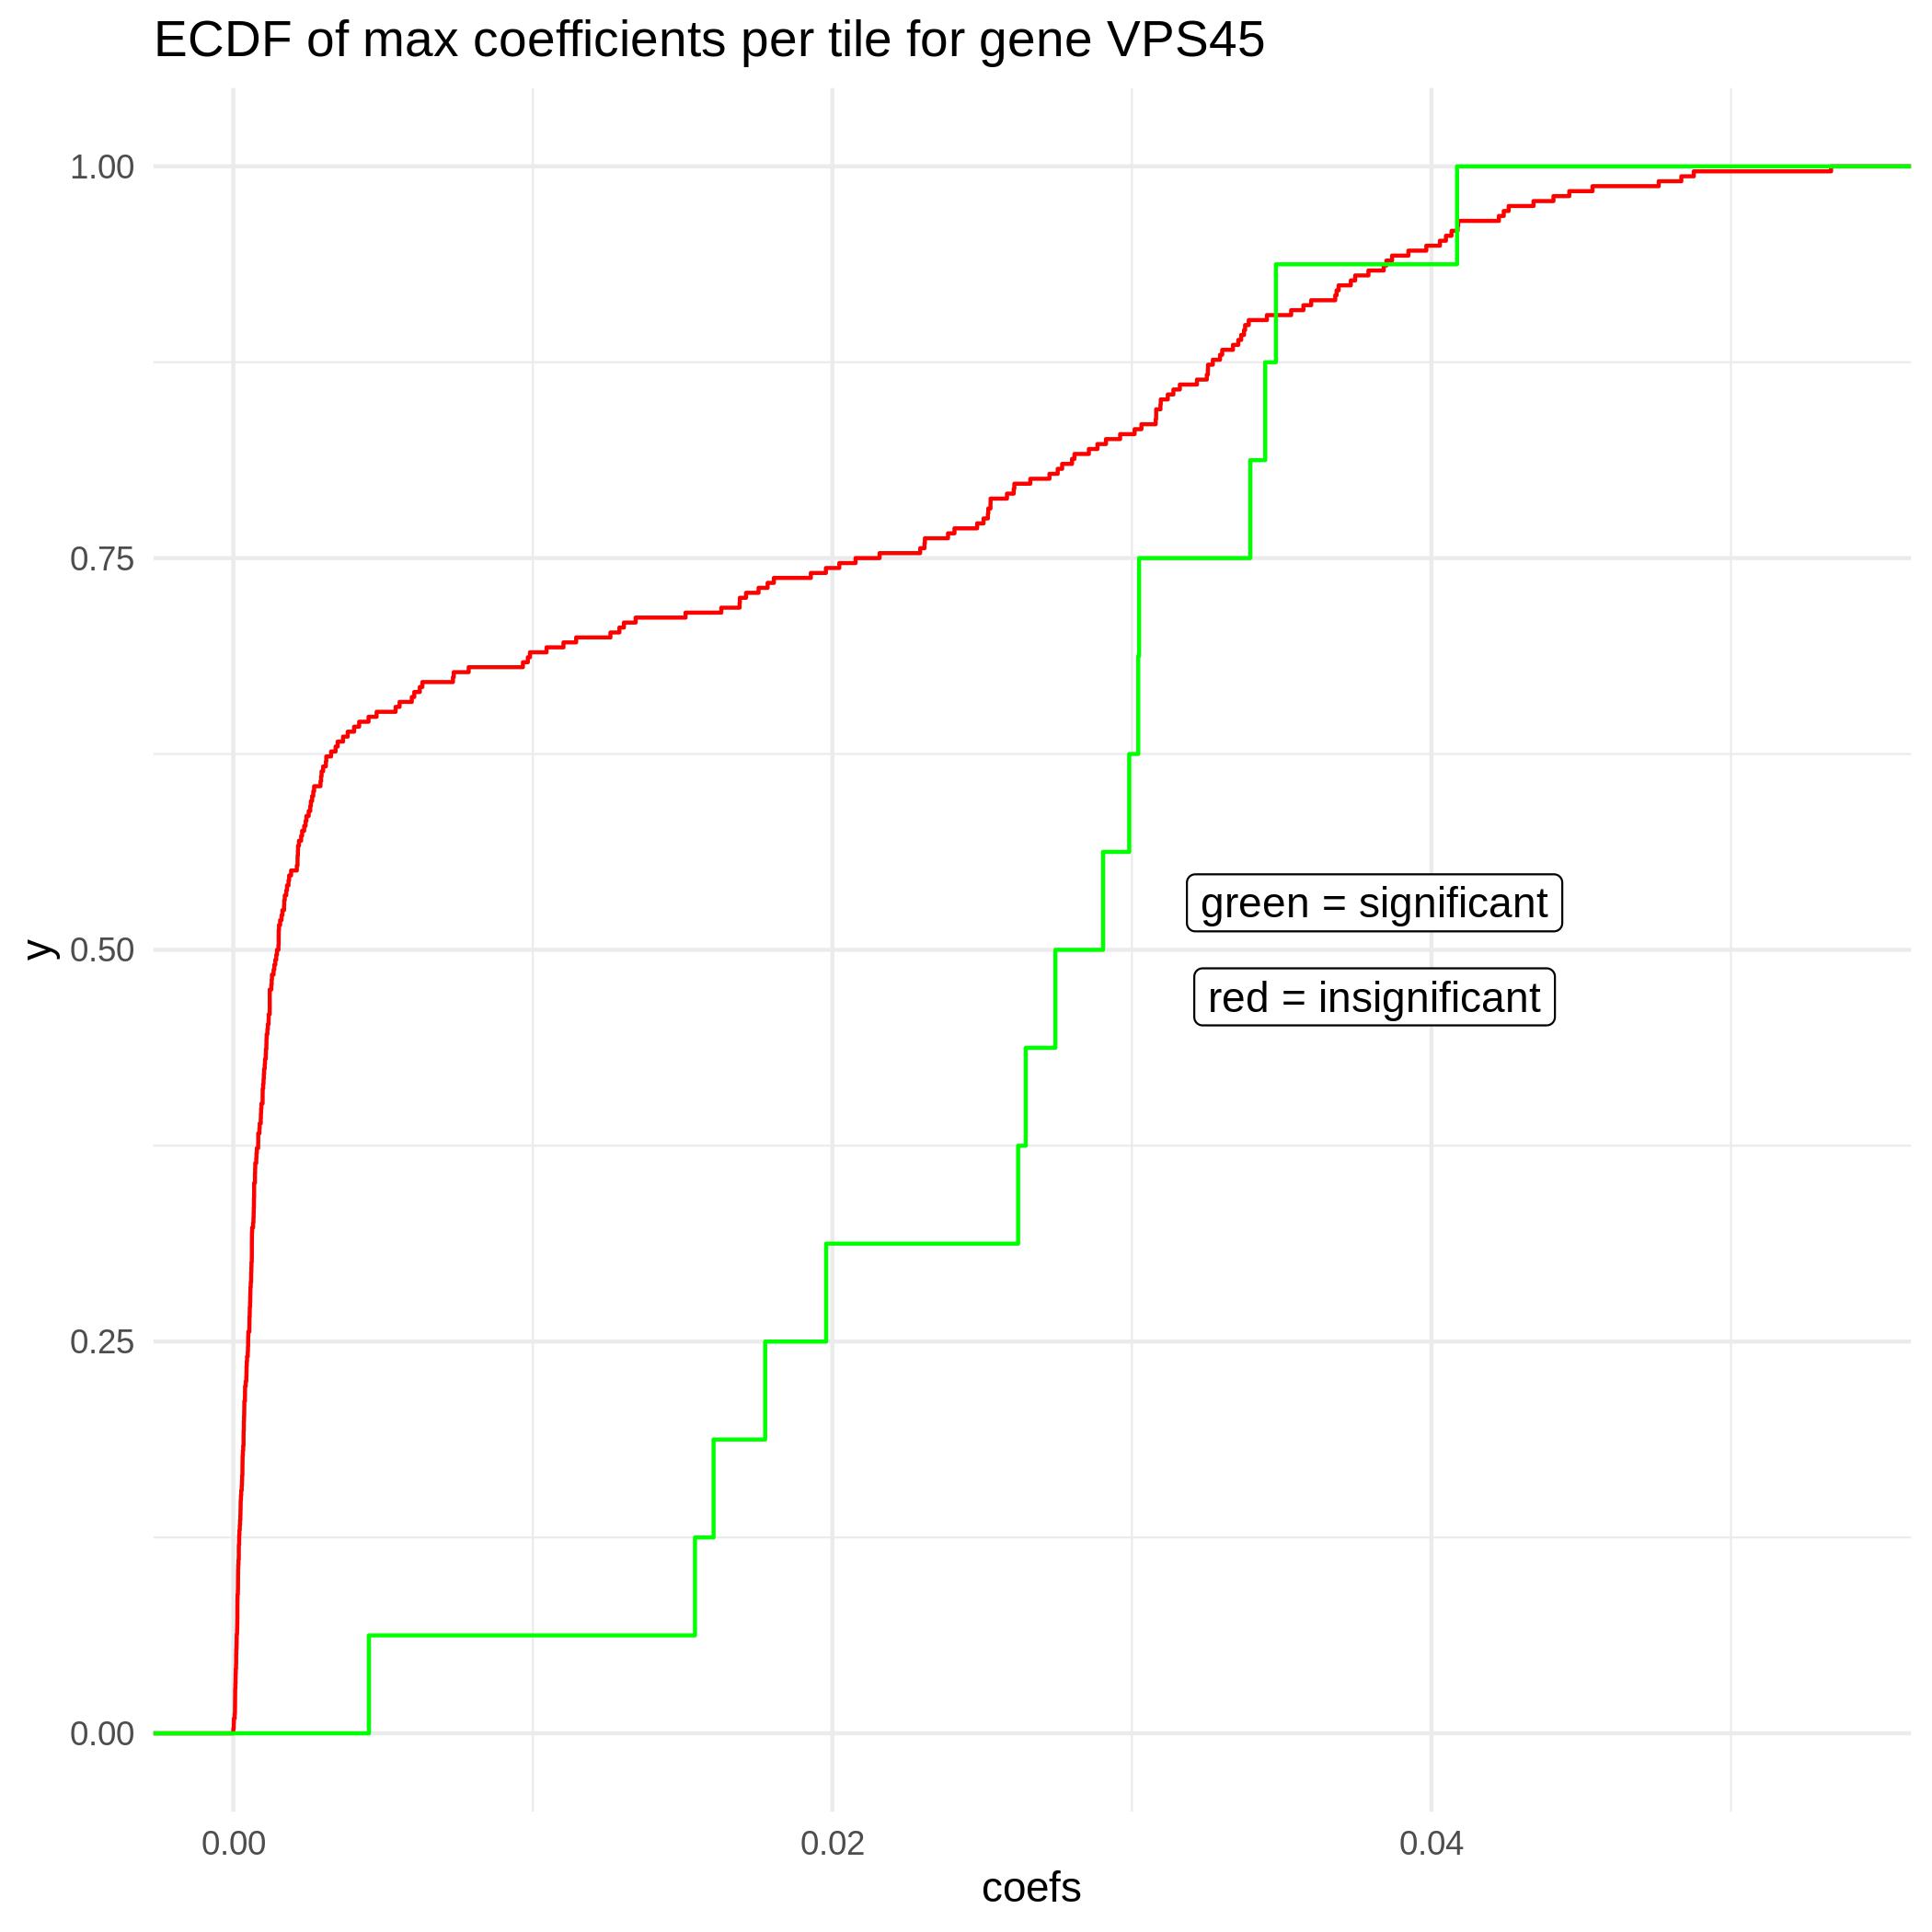 ECDF of max coefficients per tile for gene VPS45
1.00
0.75
0.50
0.25
0.00
y
green = significant
red = insignificant
0.00 0.02 0.04
coefs